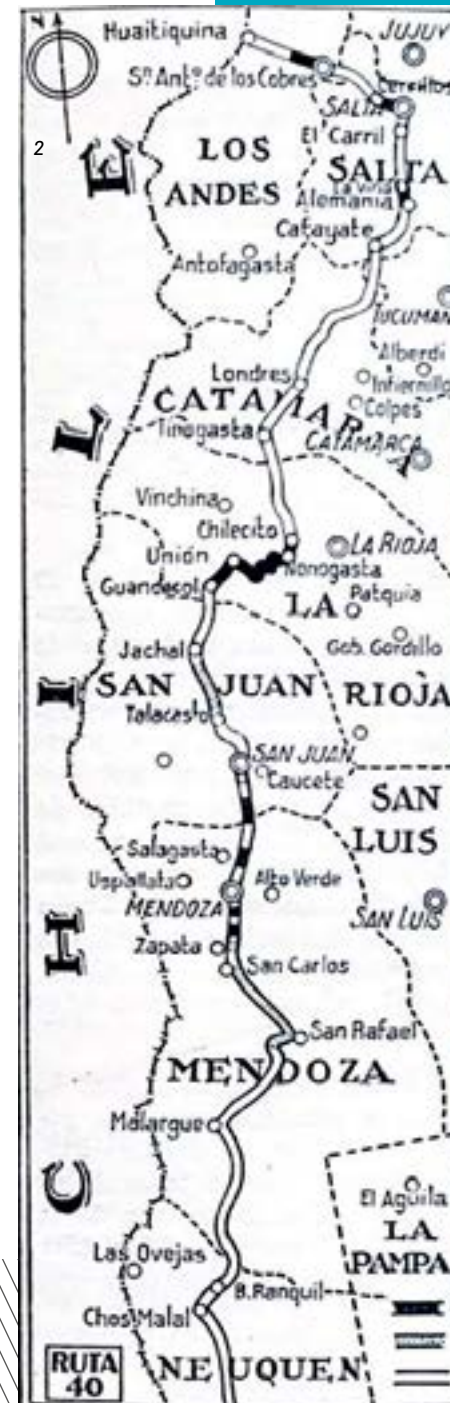 N
Huaitiquina
JUJUY
Sn. Anto. de los Cobres
Cerrillos
SALTA
2
El Carril
LOS
ANDES
SALTA
La Viña
Alemania
Cafayate
Antofagasta
TUCUMAN
Alberdi
Londres
Infiernillo
Colpes
CATAMARCA
Tinogasta
CATAMARCA
Vinchina
Chilecito
LA RIOJA
Unión
Nonogasta
Guandesol
LA
Patquia
Gob. Gordillo
Jachal
SAN JUAN
RIOJA
Talacasto
SAN JUAN
Caucete
SAN
LUIS
Salagasta
Uspallata
Alto Verde
MENDOZA
SAN LUIS
Zapata
San Carlos
San Rafael
MENDOZA
Malargue
El Aguila
LA
PAMPA
Las Ovejas
B. Ranquil
Chos Malal
RUTA
40
NEUQUEN
CHILE